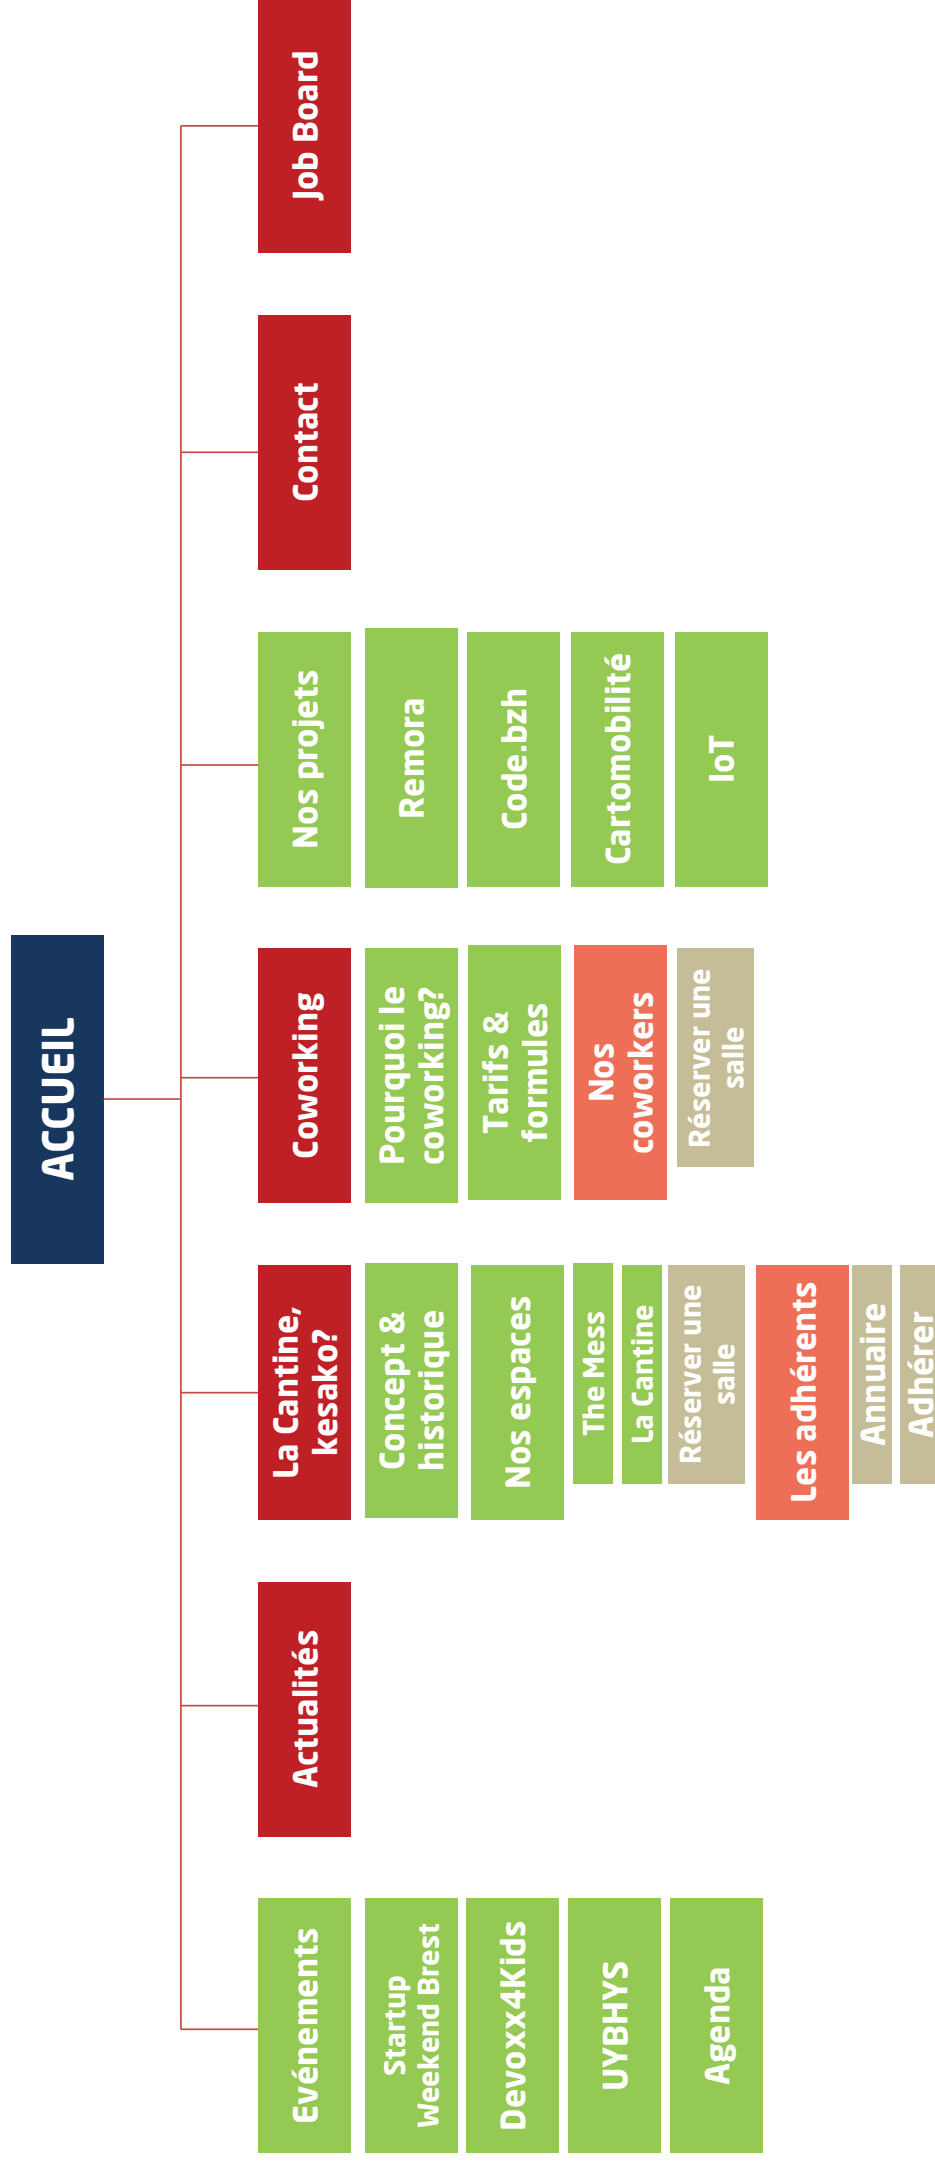 ACCUEIL
Evénements
Startup
Weekend Brest
Devoxx4Kids
UYBHYS
Agenda
Actualités
La Cantine,
kesako?
Concept &
historique
Nos espaces
The Mess
La Cantine
Réserver une
salle
Les adhérents
Annuaire
Adhérer
Coworking
Pourquoi le
coworking?
Tarifs &
formules
Nos
coworkers
Réserver une
salle
Nos projets
Remora
Code.bzh
Cartomobilité
IoT
Contact
Job Board